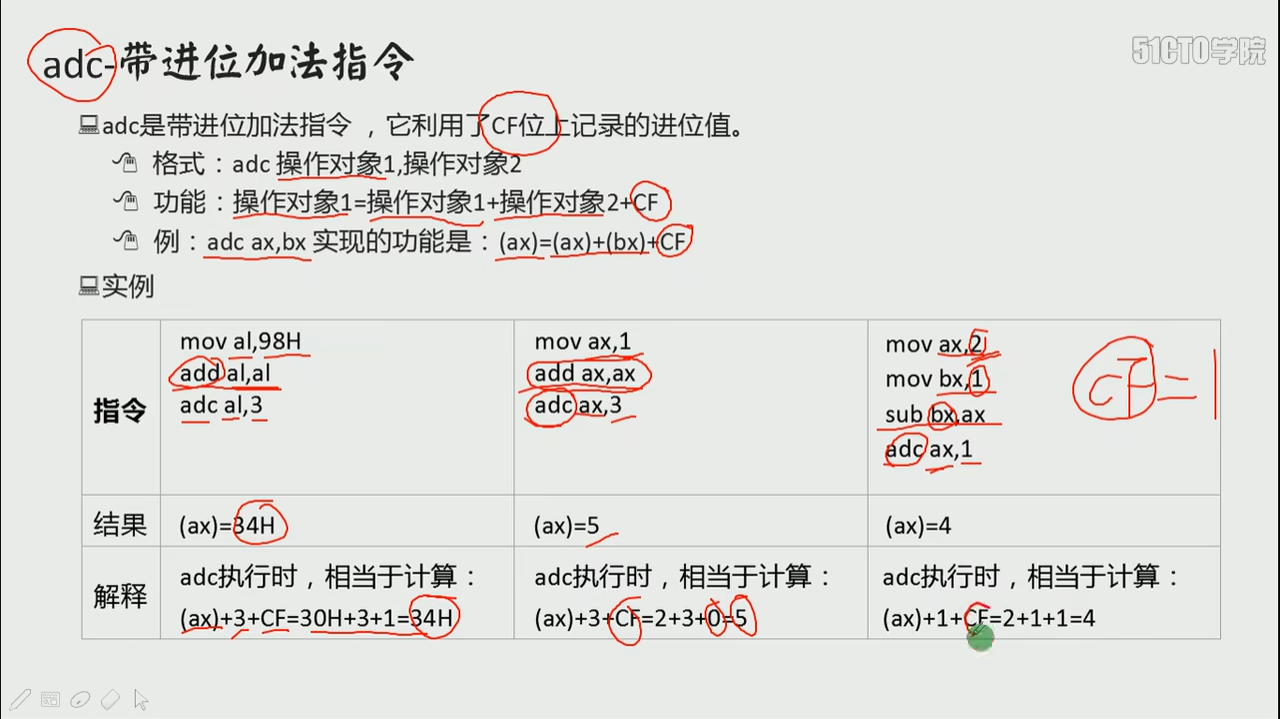 adc-带进位加法指令
51CTO学院
adc是带进位加法指令，它利用了CF位上记录的进位值。
格式：adc 操作对象1,操作对象2
功能：操作对象1=操作对象1+操作对象2+CF
例：adc ax,bx 实现的功能是：(ax)=(ax)+(bx)+CF
实例
指令
mov al,98H
add al,al
adc al,3
mov ax,1
add ax,ax
adc ax,3
mov ax,2
mov bx,1
sub bx,ax
adc ax,1
CF=1
结果
(ax)=34H
(ax)=5
(ax)=4
解释
adc执行时，相当于计算：
(ax)+3+CF=30H+3+1=34H
adc执行时，相当于计算：
(ax)+3+CF=2+3+0=5
adc执行时，相当于计算：
(ax)+1+CF=2+1+1=4